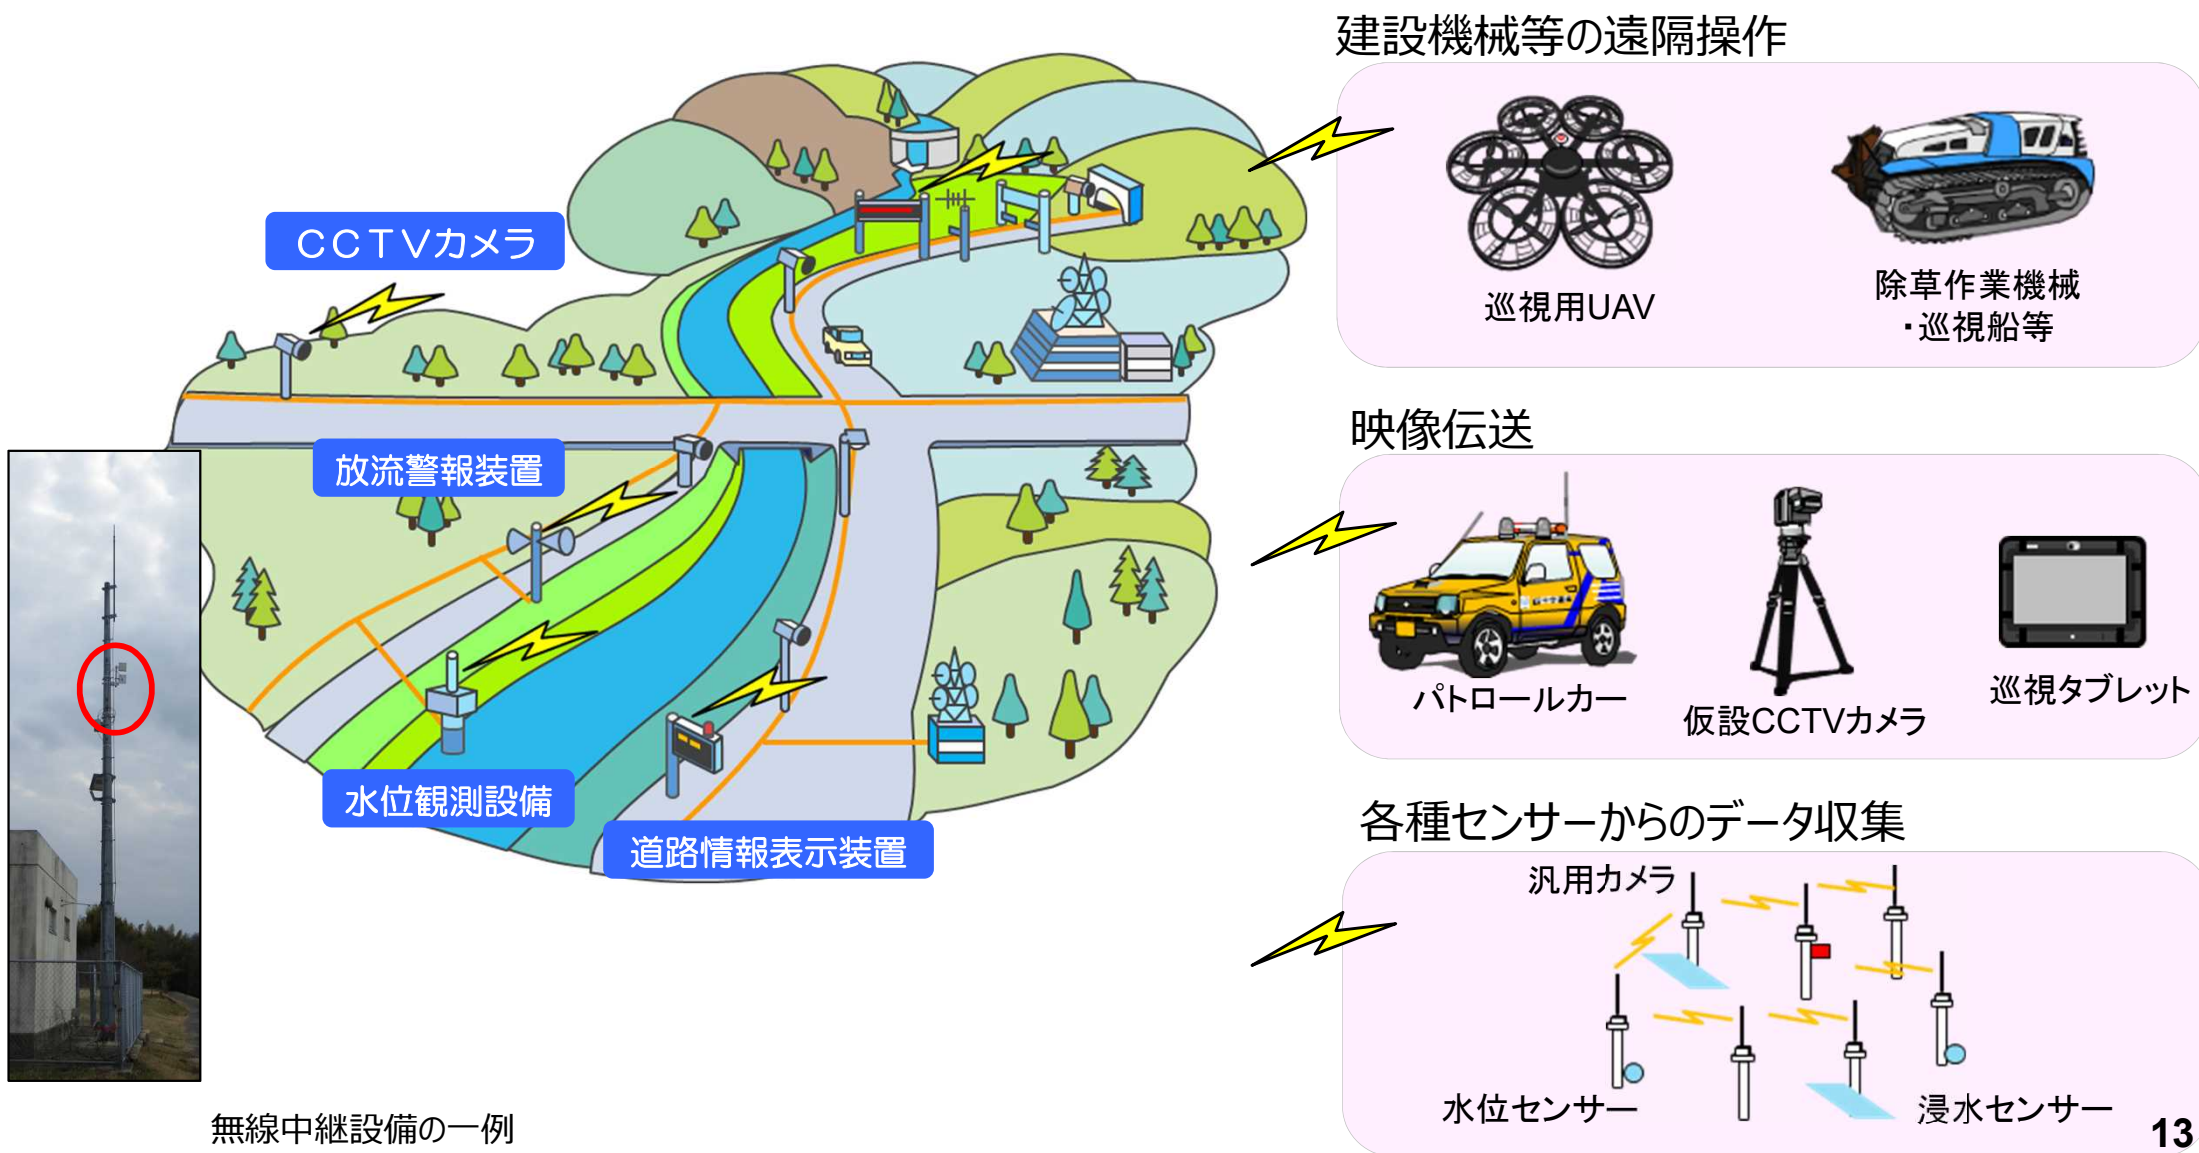 建設機械等の遠隔操作
巡視用UAV
除草作業機械
・巡視船等
CCTVカメラ
放流警報装置
水位観測設備
道路情報表示装置
映像伝送
パトロールカー
仮設CCTVカメラ
巡視タブレット
各種センサーからのデータ収集
汎用カメラ
水位センサー
浸水センサー
無線中継設備の一例
13